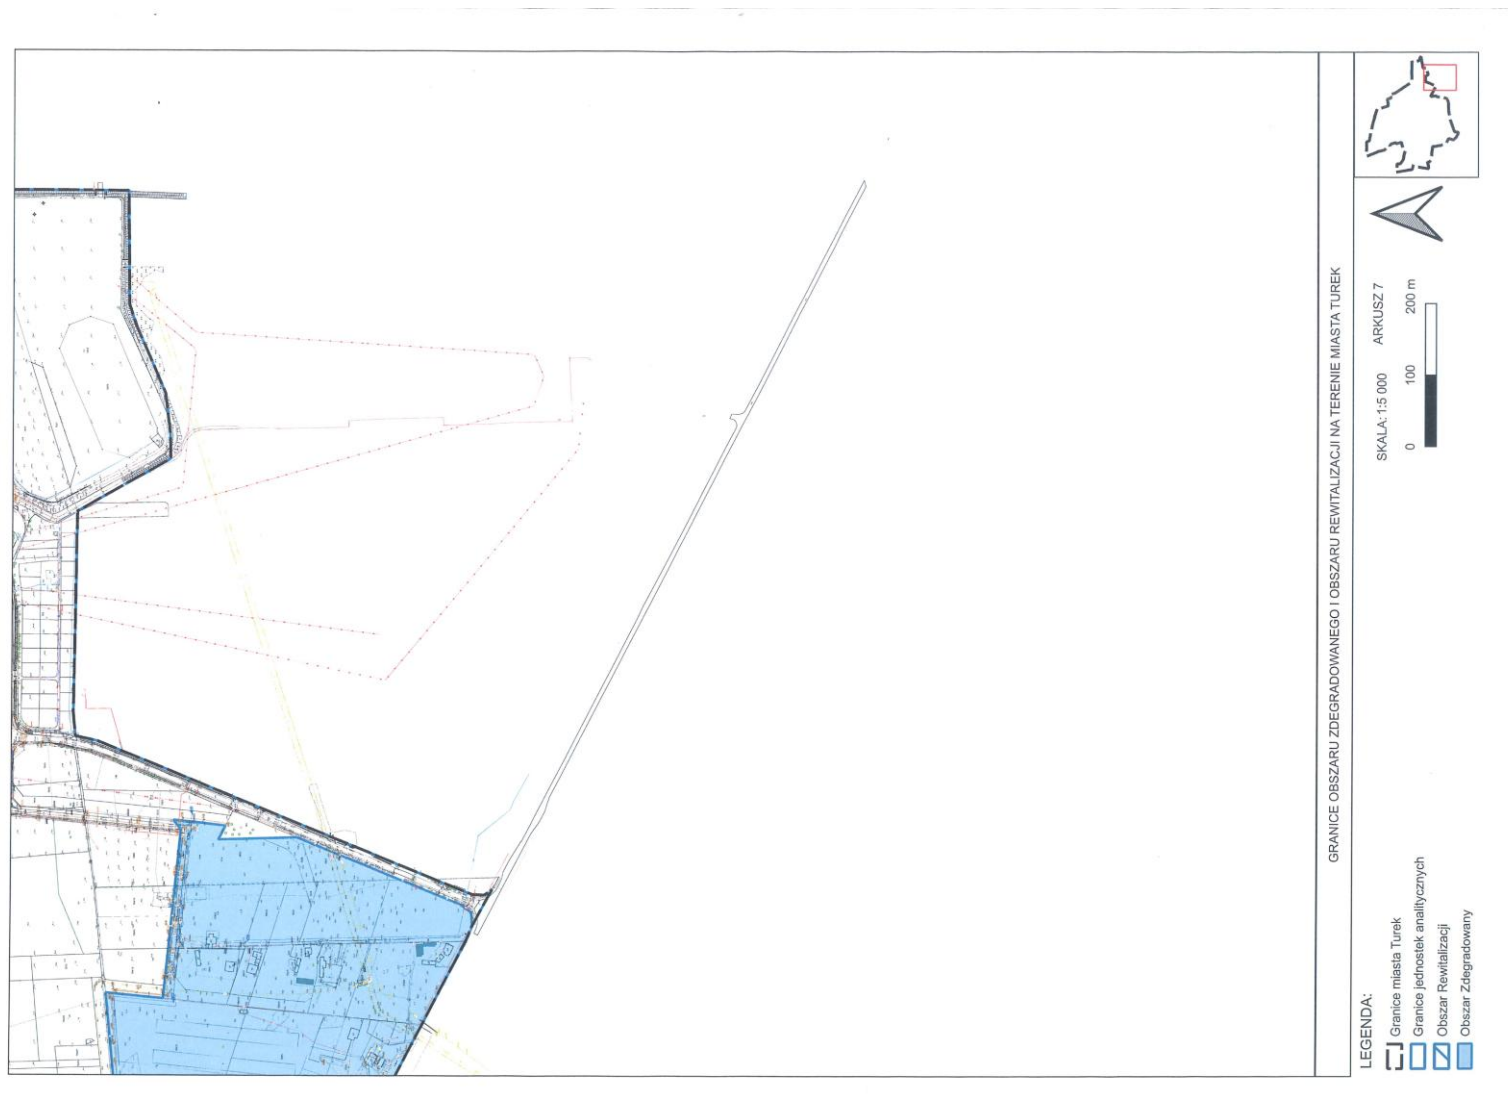 GRANICE OBSZARU ZDEGRADOWANEGO I OBSZARU REWITALIZACJI NA TERENIE MIASTA TUREK
LEGENDA:
Granice miasta Turek
Granice jednostek analitycznych
Obszar Rewitalizacji
Obszar Zdegradowany
SKALA: 1:5 000 ARKUSZ 7
0 100 200 m